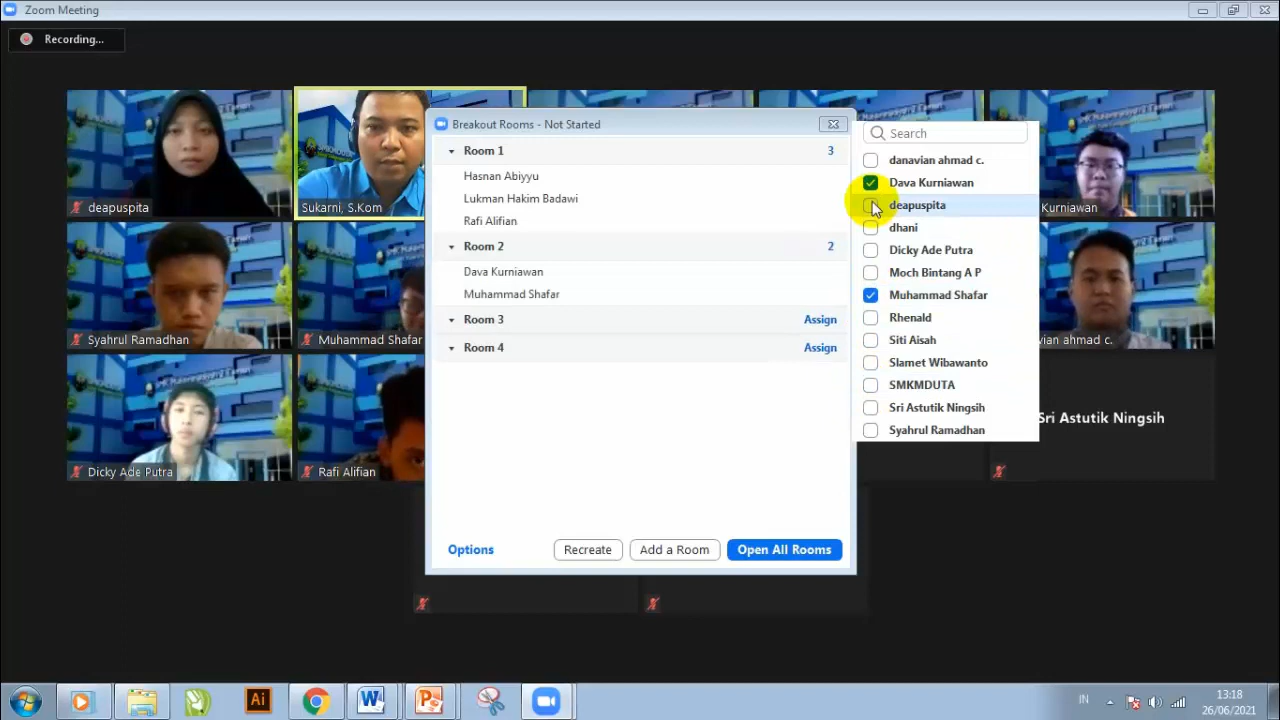 Zoom Meeting
Recording...
deapuspita
Sukarni, S.Kom
Kurniawan
Syahrul Ramadhan
Muhammad Shafar
vian ahmad c.
Dicky Ade Putra
Rafi Alifian
Sri Astutik Ningsih
Breakout Rooms - Not Started
Room 1 3
Hasnan Abiyyu
Lukman Hakim Badawi
Rafi Alifian
Room 2 2
Dava Kurniawan
Muhammad Shafar
Room 3 Assign
Room 4 Assign
Options
Recreate
Add a Room
Open All Rooms
Search
danavian ahmad c.
Dava Kurniawan
deapuspita
dhani
Dicky Ade Putra
Moch Bintang A P
Muhammad Shafar
Rhenald
Siti Aisah
Slamet Wibawanto
SMKMDUTA
Sri Astutik Ningsih
Syahrul Ramadhan
Ai
W
P
IN
13:18
26/06/2021